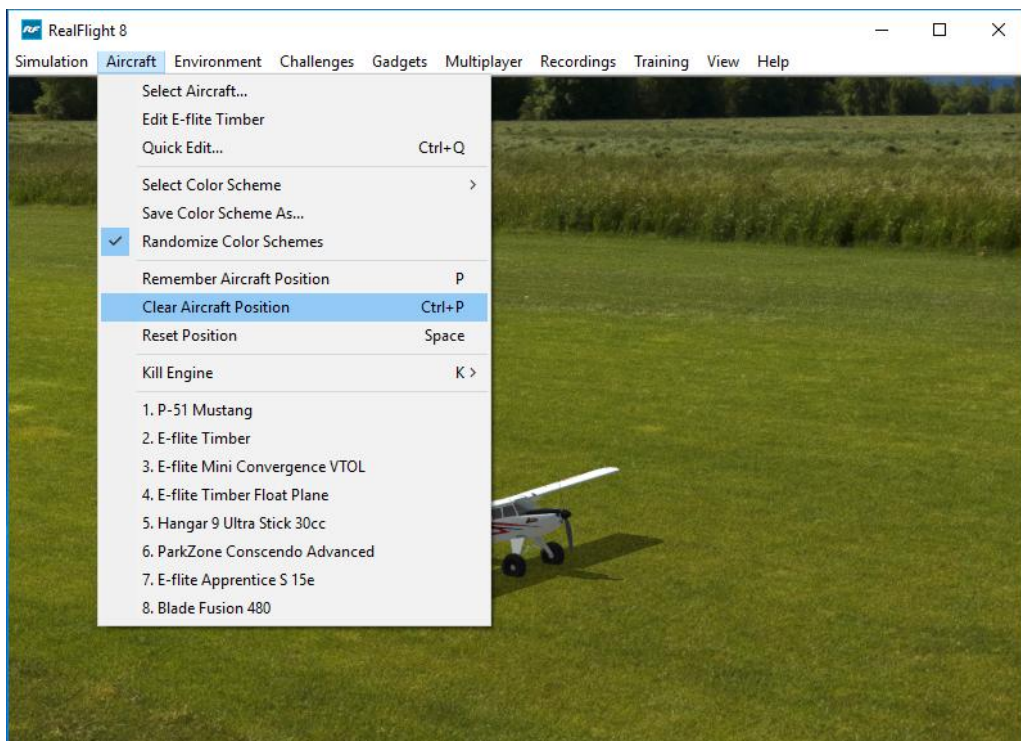 RealFlight 8
Simulation Aircraft Environment Challenges Gadgets Multiplayer Recordings Training View Help
Select Aircraft...
Edit E-flite Timber
Quick Edit... Ctrl+Q
Select Color Scheme
Save Color Scheme As...
Randomize Color Schemes
Remember Aircraft Position P
Clear Aircraft Position Ctrl+P
Reset Position Space
Kill Engine K
1. P-51 Mustang
2. E-flite Timber
3. E-flite Mini Convergence VTOL
4. E-flite Timber Float Plane
5. Hangar 9 Ultra Stick 30cc
6. ParkZone Conscendo Advanced
7. E-flite Apprentice S 15e
8. Blade Fusion 480